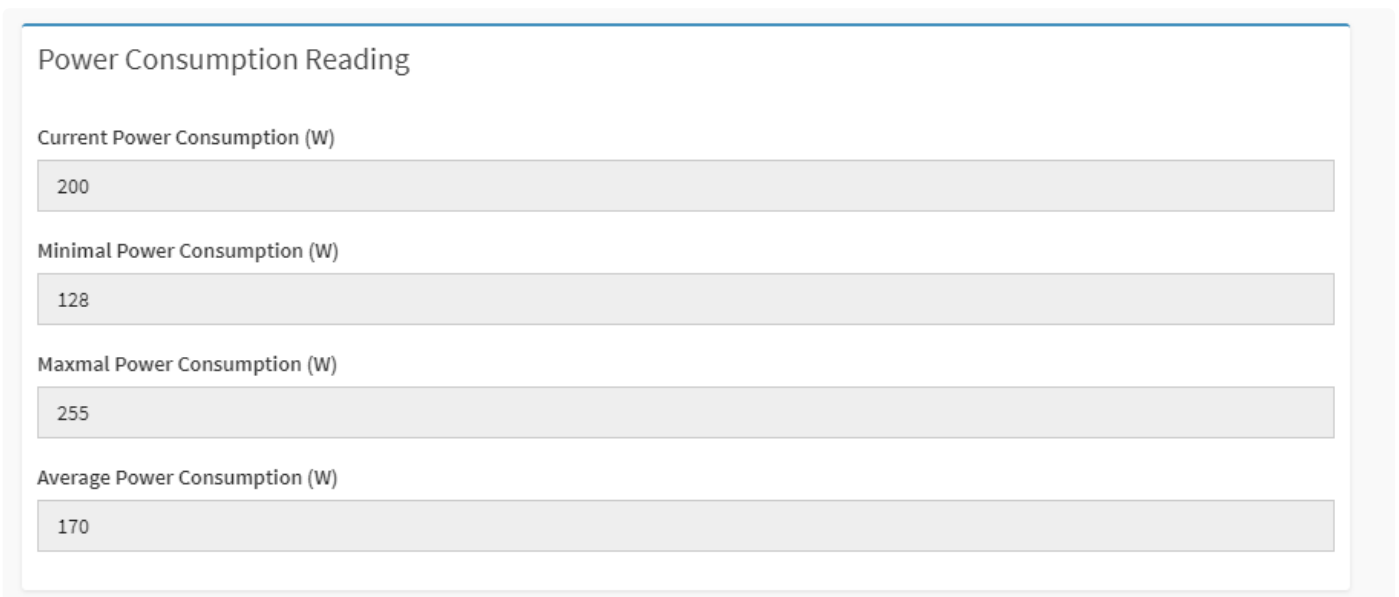 Power Consumption Reading
Current Power Consumption (W)
200
Minimal Power Consumption (W)
128
Maxmal Power Consumption (W)
255
Average Power Consumption (W)
170